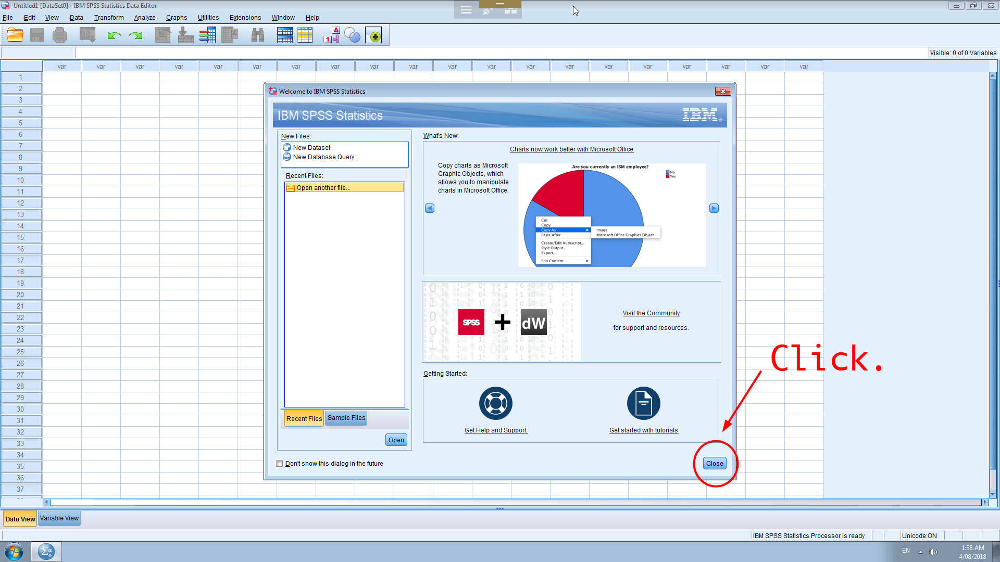 Untitled1 [DataSet0] - IBM SPSS Statistics Data Editor
File Edit View Data Transform Analyze Graphs Utilities Extensions Window Help
A
1
Visible: 0 of 0 Variables
var var var var var var var var var var var var var var var var var var var var
1
2
3
4
5
6
7
8
9
10
11
12
13
14
15
16
17
18
19
20
21
22
23
24
25
26
27
28
29
30
31
32
33
34
35
36
37
Welcome to IBM SPSS Statistics
IBM SPSS Statistics IBM
New Files:
New Dataset
New Database Query...
Recent Files:
Open another file...
Recent Files Sample Files
Open
Don't show this dialog in the future
What's New:
Charts now work better with Microsoft Office
Copy charts as Microsoft
Graphic Objects, which
allows you to manipulate
charts in Microsoft Office.
Are you currently an IBM employee?
No
Yes
Cut
Copy
Copy As
Paste After
Create/Edit Autoscript...
Style Output...
Export...
Edit Content
Image
Microsoft Office Graphics Object
SPSS + dW
Visit the Community
for support and resources.
Getting Started:
Get Help and Support.
Get started with tutorials
Close
Click.
Data View Variable View
IBM SPSS Statistics Processor is ready Unicode:ON
EN
1:38 AM
4/08/2018